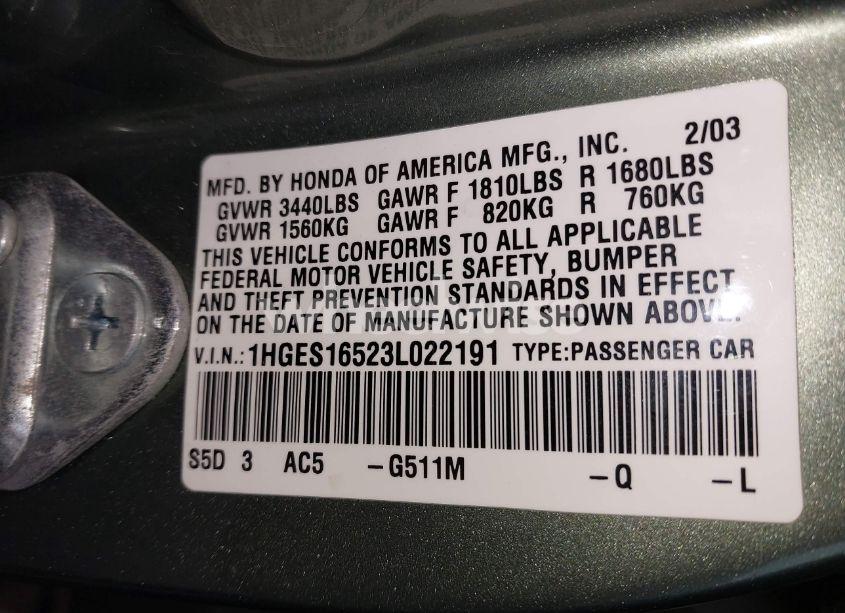 MFD. BY HONDA OF AMERICA MFG., INC. 2/03
GVWR 3440LBS GAWR F 1810LBS R 1680LBS
GVWR 1560KG GAWR F 820KG R 760KG
THIS VEHICLE CONFORMS TO ALL APPLICABLE
FEDERAL MOTOR VEHICLE SAFETY, BUMPER
AND THEFT PREVENTION STANDARDS IN EFFECT
ON THE DATE OF MANUFACTURE SHOWN ABOVE.
V.I.N.: 1HGES16523L022191 TYPE:PASSENGER CAR
S5D 3 AC5 -G511M -Q -L